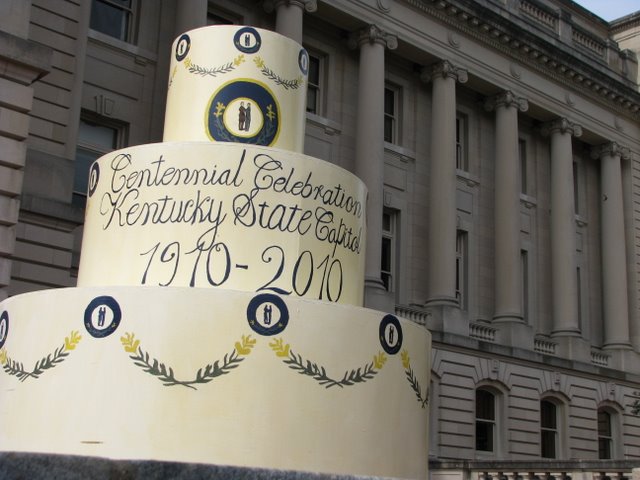 Centennial Celebration
Kentucky State Capitol
1910-2010